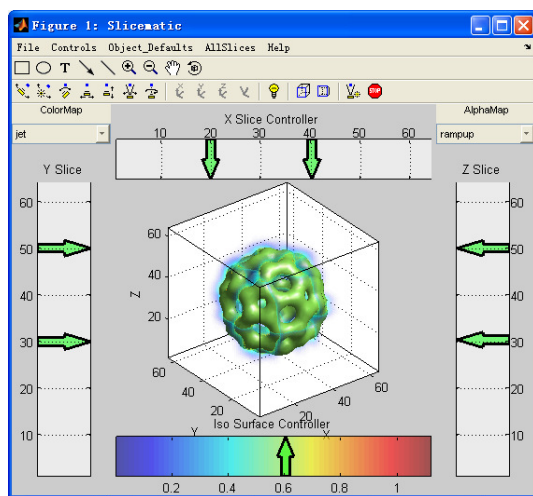 Figure 1: Slicematic
File Controls Object_Defaults AllSlices Help
T
STOP
ColorMap
X Slice Controller
AlphaMap
jet
10 20 30 40 50 60
rampup
Y Slice
Z Slice
60
50
40
30
20
10
60
40
20
Z
60
40
20
Y
20
40
60
X
60
50
40
30
20
10
Iso Surface Controller
0.2 0.4 0.6 0.8 1